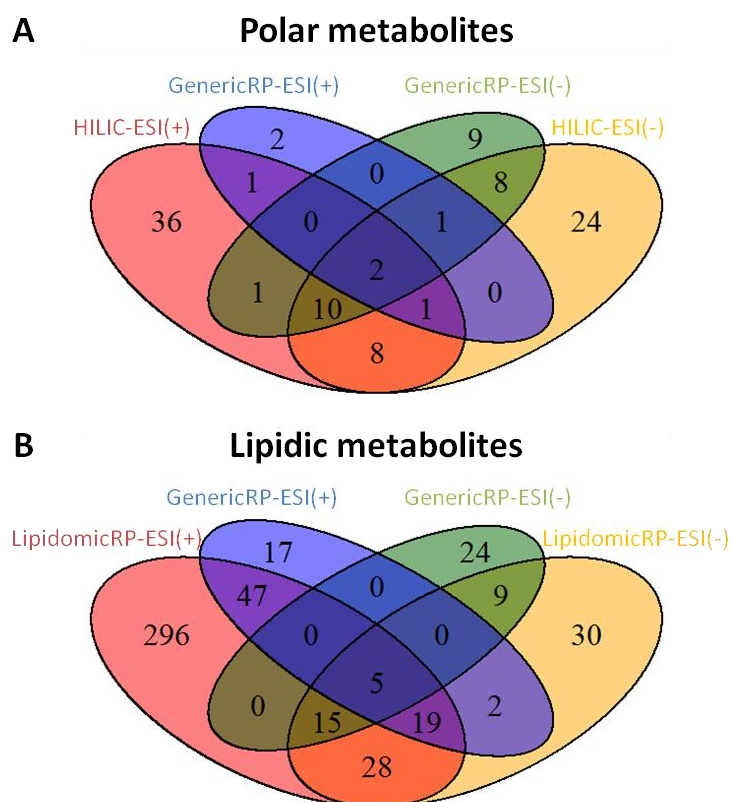 A Polar metabolites
GenericRP-ESI(+) GenericRP-ESI(-)
HILIC-ESI(+) HILIC-ESI(-)
2 9
1 0 8
36 0 1 24
2
1 10 1 0
8
B Lipidic metabolites
GenericRP-ESI(+) GenericRP-ESI(-)
LipidomicRP-ESI(+) LipidomicRP-ESI(-)
17 24
47 0 9
296 0 0 30
5
0 15 19 2
28